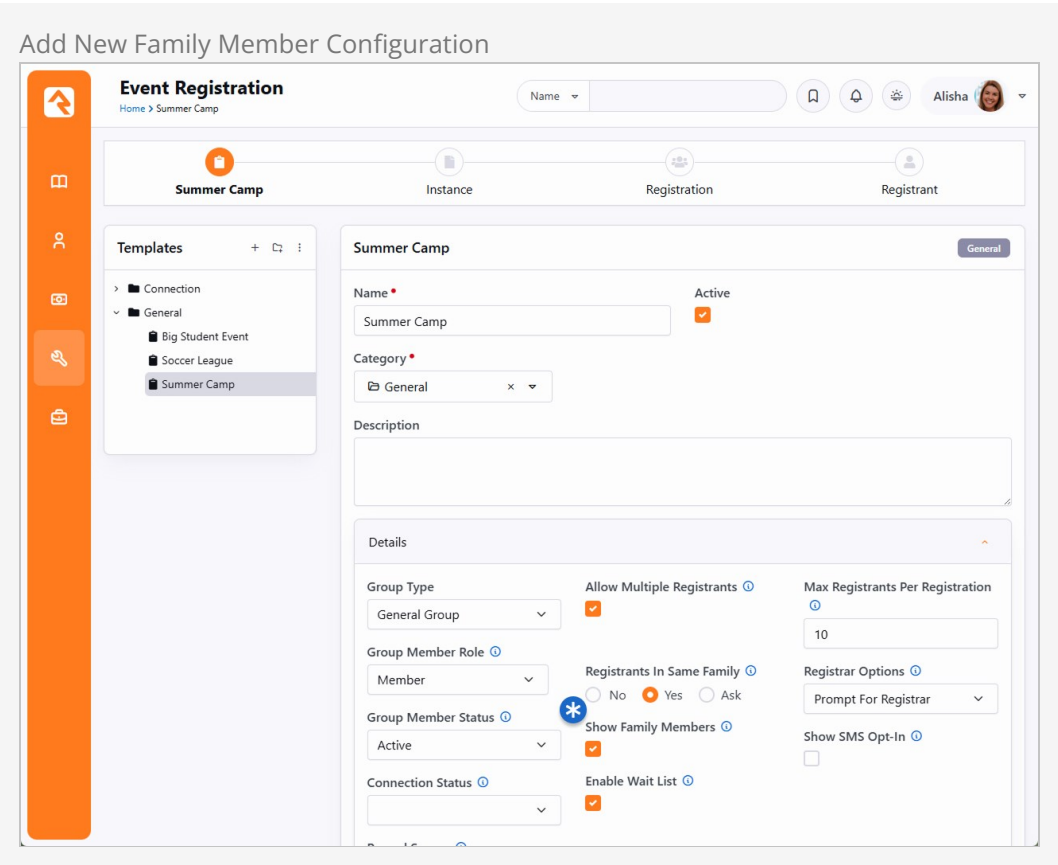 Add New Family Member Configuration
Event Registration
Home > Summer Camp
Name
Alisha
Summer Camp
Instance
Registration
Registrant
Templates
Connection
General
Big Student Event
Soccer League
Summer Camp
Summer Camp
General
Name
Active
Summer Camp
Category
General
Description
Details
Group Type
Allow Multiple Registrants
Max Registrants Per Registration
General Group
10
Group Member Role
Member
Registrants In Same Family
Registrar Options
No Yes Ask
Prompt For Registrar
Group Member Status
Show Family Members
Show SMS Opt-In
Active
Connection Status
Enable Wait List